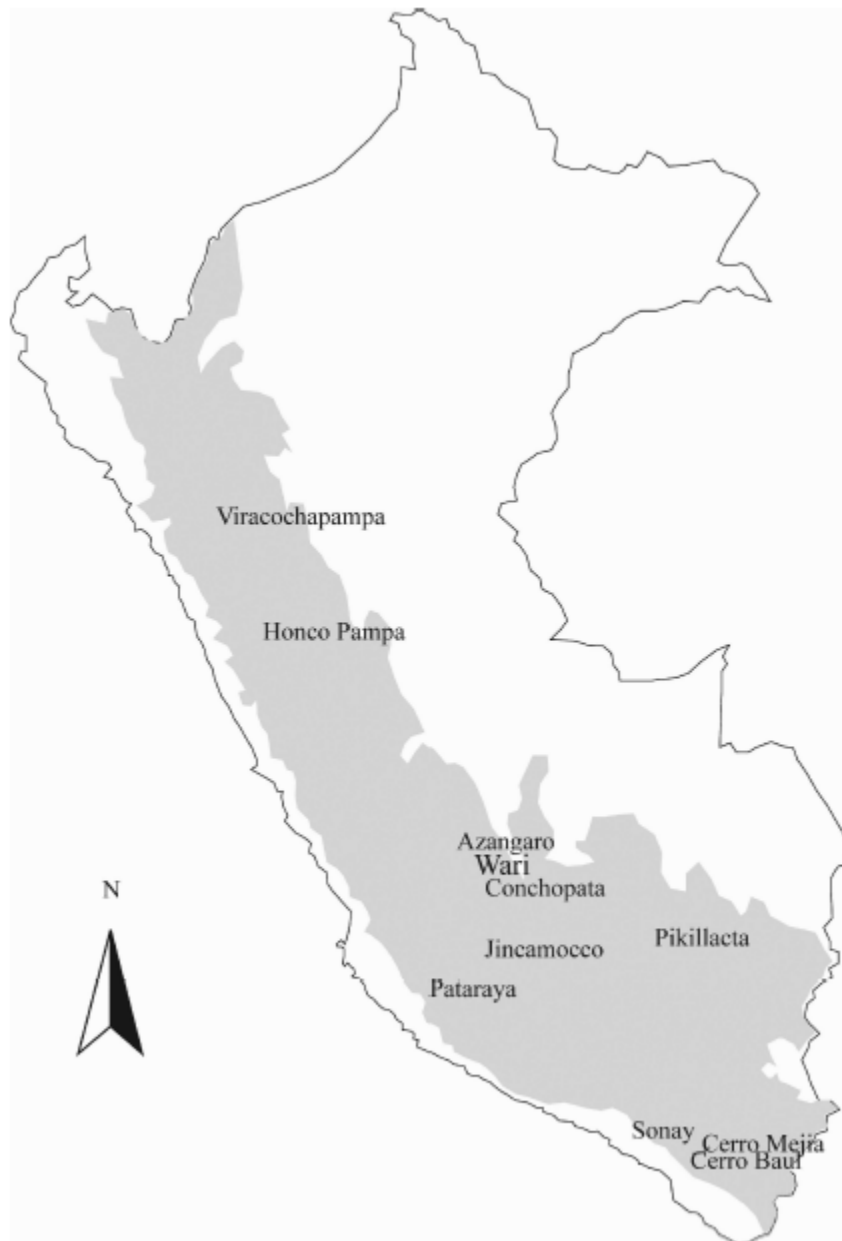 Viracochapampa
Honco Pampa
Azangaro
Wari
Conchopata
N
Pikillacta
Jincamocco
Pataraya
Sonay
Cerro Mejia
Cerro Baul